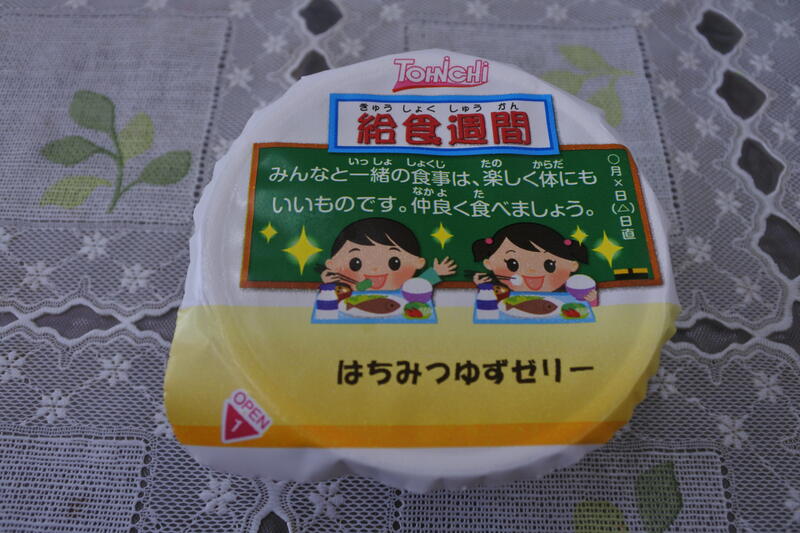 TOHNICHI
きゅう しょく しゅう かん
給食週間
いっしょ しょくじ たの からだ
みんなと一緒の食事は、楽しく体にも
なかよ た
いいものです。仲良く食べましょう。
○月×日(△)日直
はちみつゆずゼリー
OPEN
1